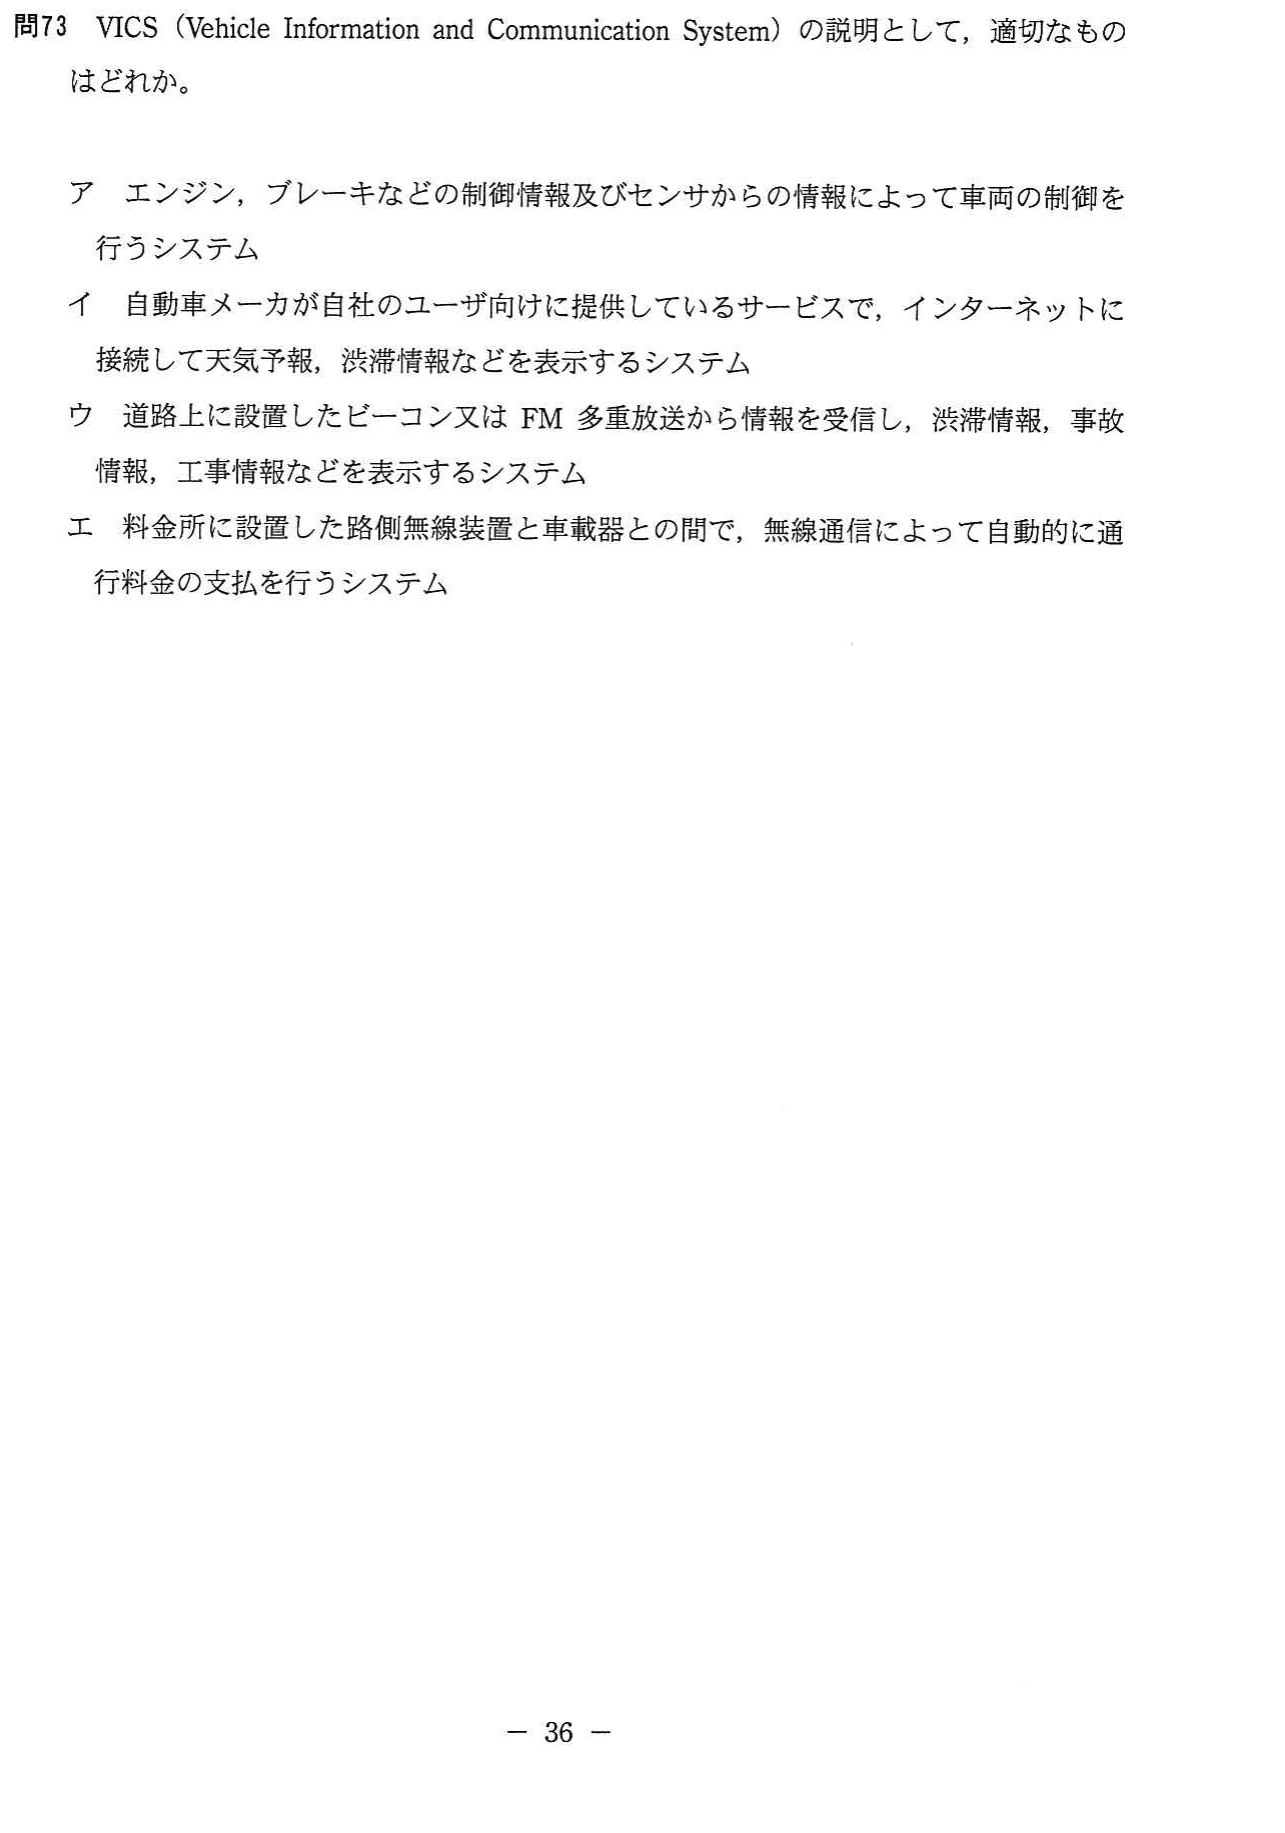 問73 VICS（Vehicle Information and Communication System）の説明として，適切なもの
はどれか。
ア エンジン，ブレーキなどの制御情報及びセンサからの情報によって車両の制御を
行うシステム
イ 自動車メーカが自社のユーザ向けに提供しているサービスで，インターネットに
接続して天気予報，渋滞情報などを表示するシステム
ウ 道路上に設置したビーコン又は FM 多重放送から情報を受信し，渋滞情報，事故
情報，工事情報などを表示するシステム
エ 料金所に設置した路側無線装置と車載器との間で，無線通信によって自動的に通
行料金の支払を行うシステム
－ 36 －